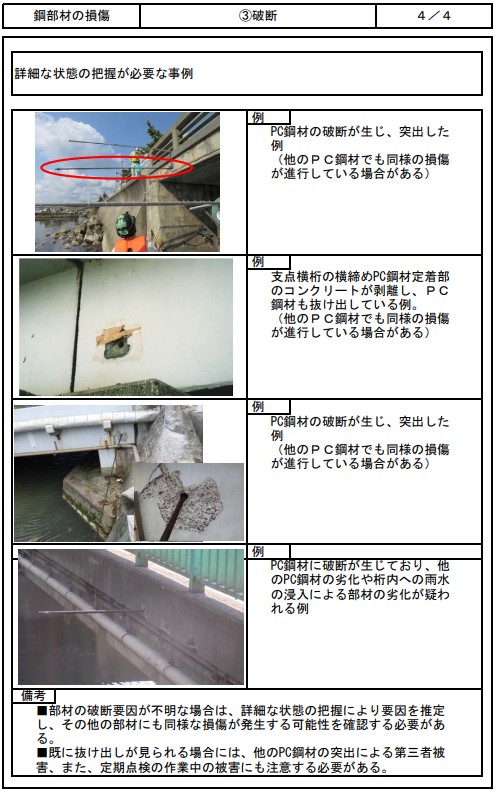 鋼部材の損傷 ③破断 ４／４
詳細な状態の把握が必要な事例
例
PC鋼材の破断が生じ、突出した
例
（他のＰＣ鋼材でも同様の損傷
が進行している場合がある）
例
支点横桁の横締めPC鋼材定着部
のコンクリートが剥離し、ＰＣ
鋼材も抜け出している例。
（他のＰＣ鋼材でも同様の損傷
が進行している場合がある）
例
PC鋼材の破断が生じ、突出した
例
（他のＰＣ鋼材でも同様の損傷
が進行している場合がある）
例
PC鋼材に破断が生じており、他
のPC鋼材の劣化や桁内への雨水
の浸入による部材の劣化が疑わ
れる例
備考
■部材の破断要因が不明な場合は、詳細な状態の把握により要因を推定
し、その他の部材にも同様な損傷が発生する可能性を確認する必要があ
る。
■既に抜け出しが見られる場合には、他のPC鋼材の突出による第三者被
害、また、定期点検の作業中の被害にも注意する必要がある。